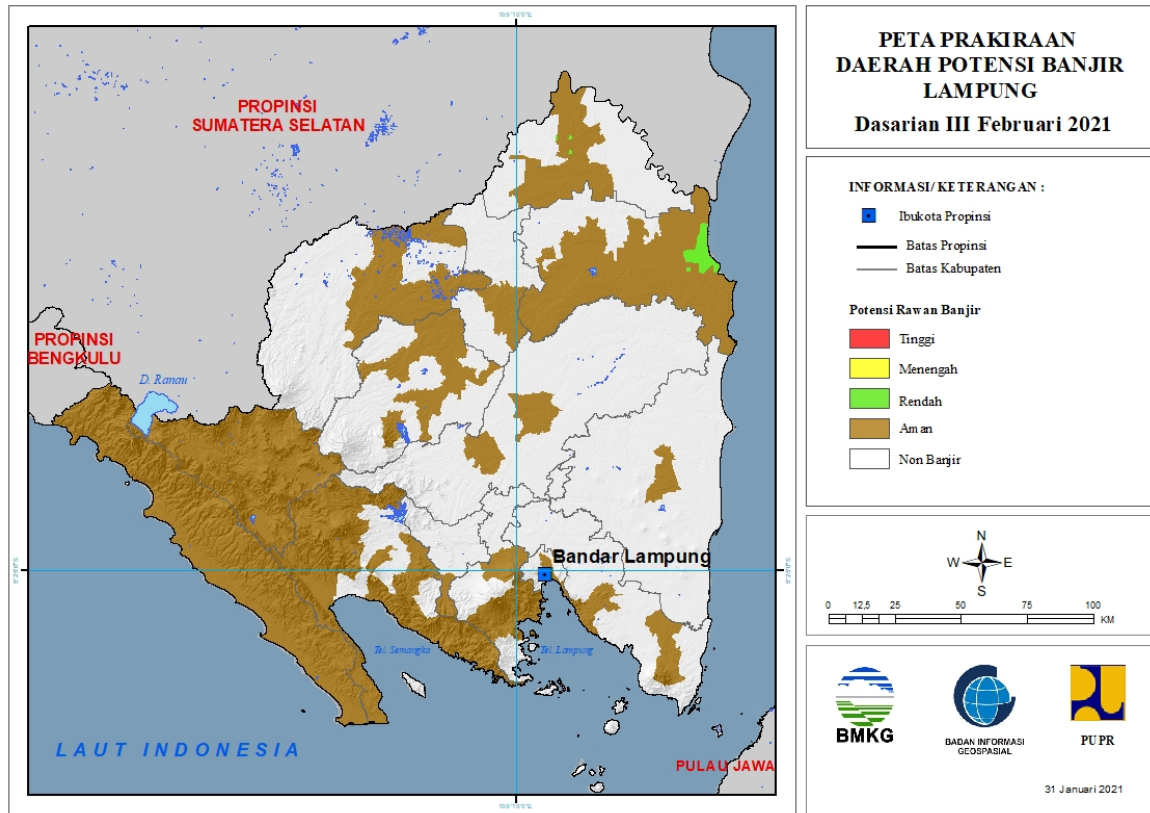 PROPINSI
SUMATERA SELATAN
PROPINSI
BENGKULU
D. Ranau
Bandar Lampung
Tel. Semangka
Tel. Lampung
LAUT INDONESIA
PULAU JAWA
PETA PRAKIRAAN
DAERAH POTENSI BANJIR
LAMPUNG
Dasarian III Februari 2021
INFORMASI/ KETERANGAN :
Ibukota Propinsi
Batas Propinsi
Batas Kabupaten
Potensi Rawan Banjir
Tinggi
Menengah
Rendah
Aman
Non Banjir
N
W E
S
0 12,5 25 50 75 100
KM
BMKG
BADAN INFORMASI
GEOSPASIAL
PUPR
31 Januari 2021